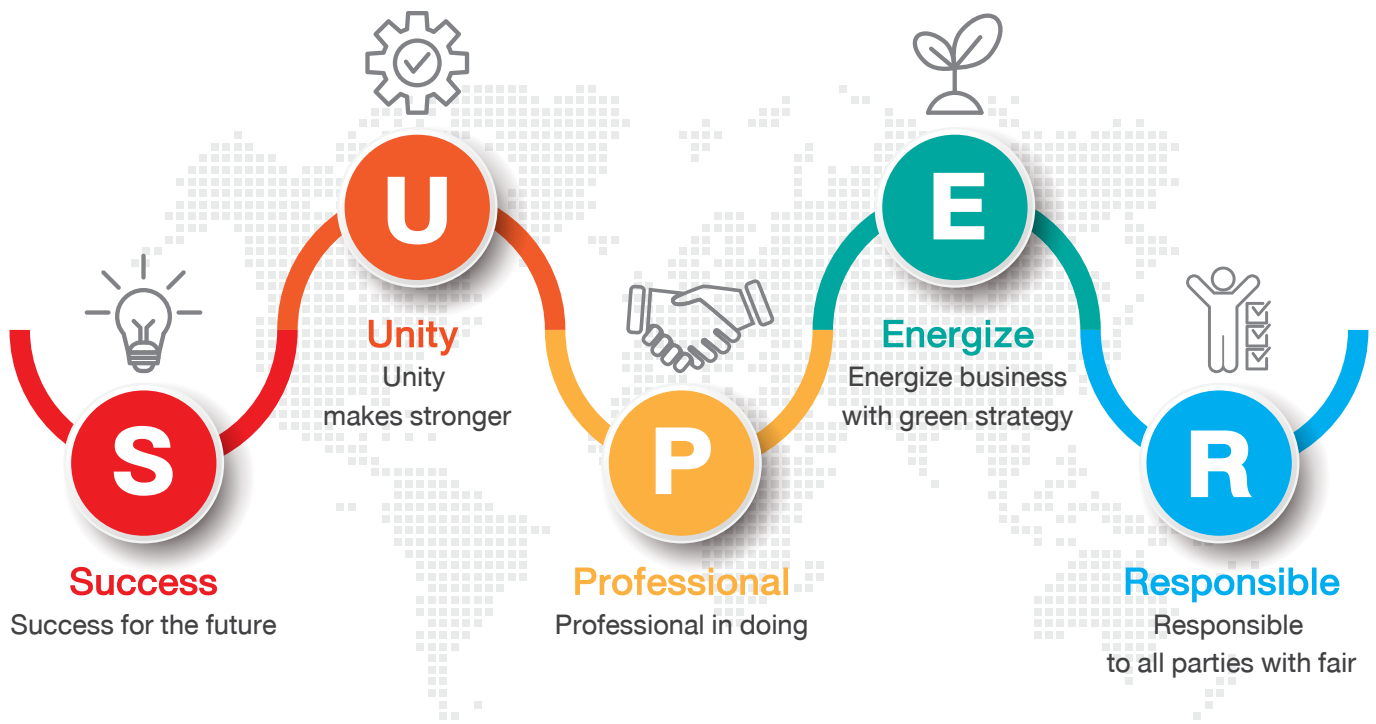 S
Success
Success for the future
U
Unity
Unity
makes stronger
P
Professional
Professional in doing
E
Energize
Energize business
with green strategy
R
Responsible
Responsible
to all parties with fair